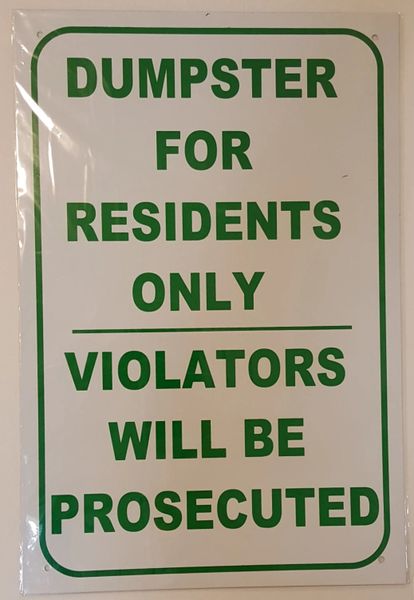 DUMPSTER
FOR
RESIDENTS
ONLY
VIOLATORS
WILL BE
PROSECUTED